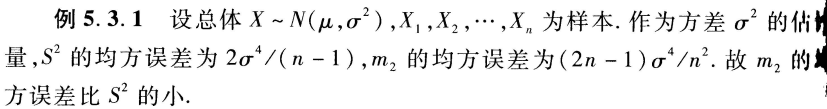 例 5.3.1 设总体 X ~ N(μ,σ²),X₁,X₂,⋯,Xₙ 为样本. 作为方差 σ² 的估
量,S² 的均方误差为 2σ⁴/(n − 1),m₂ 的均方误差为(2n − 1)σ⁴/n². 故 m₂ 的
方误差比 S² 的小.